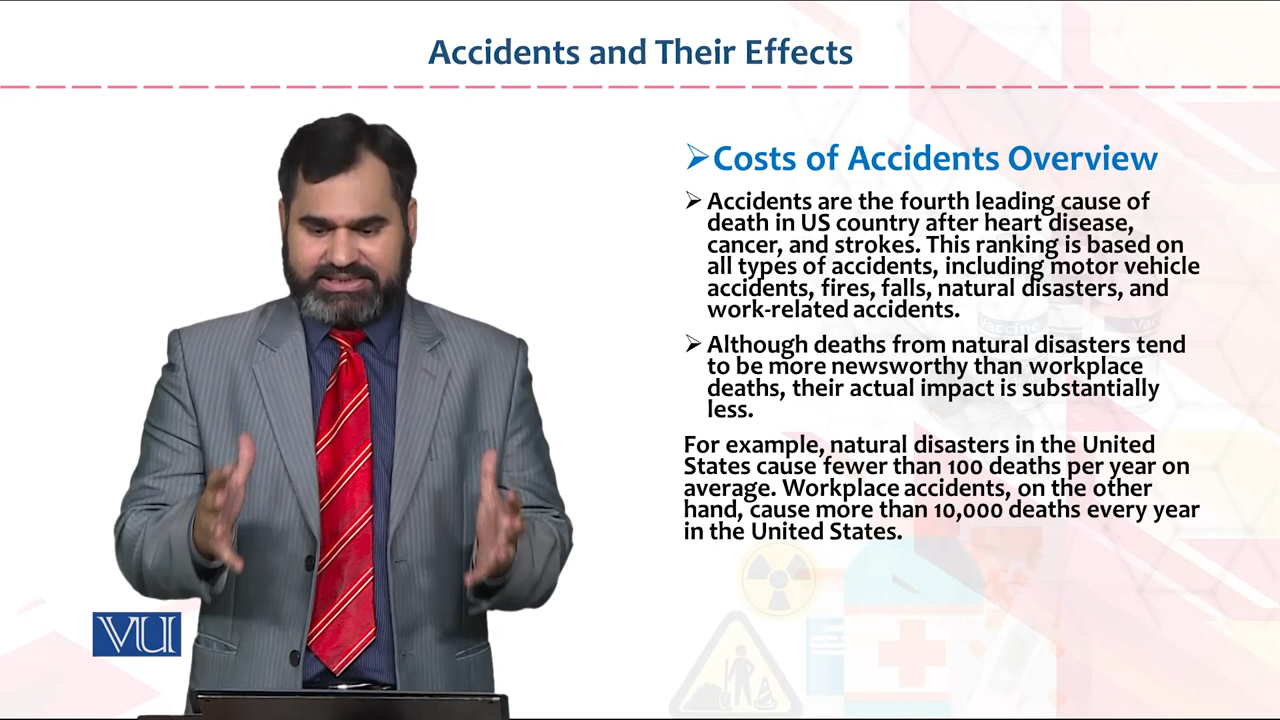 Accidents and Their Effects
➢Costs of Accidents Overview
➢ Accidents are the fourth leading cause of
death in US country after heart disease,
cancer, and strokes. This ranking is based on
all types of accidents, including motor vehicle
accidents, fires, falls, natural disasters, and
work-related accidents.
➢ Although deaths from natural disasters tend
to be more newsworthy than workplace
deaths, their actual impact is substantially
less.
For example, natural disasters in the United
States cause fewer than 100 deaths per year on
average. Workplace accidents, on the other
hand, cause more than 10,000 deaths every year
in the United States.
Vaccine
VU